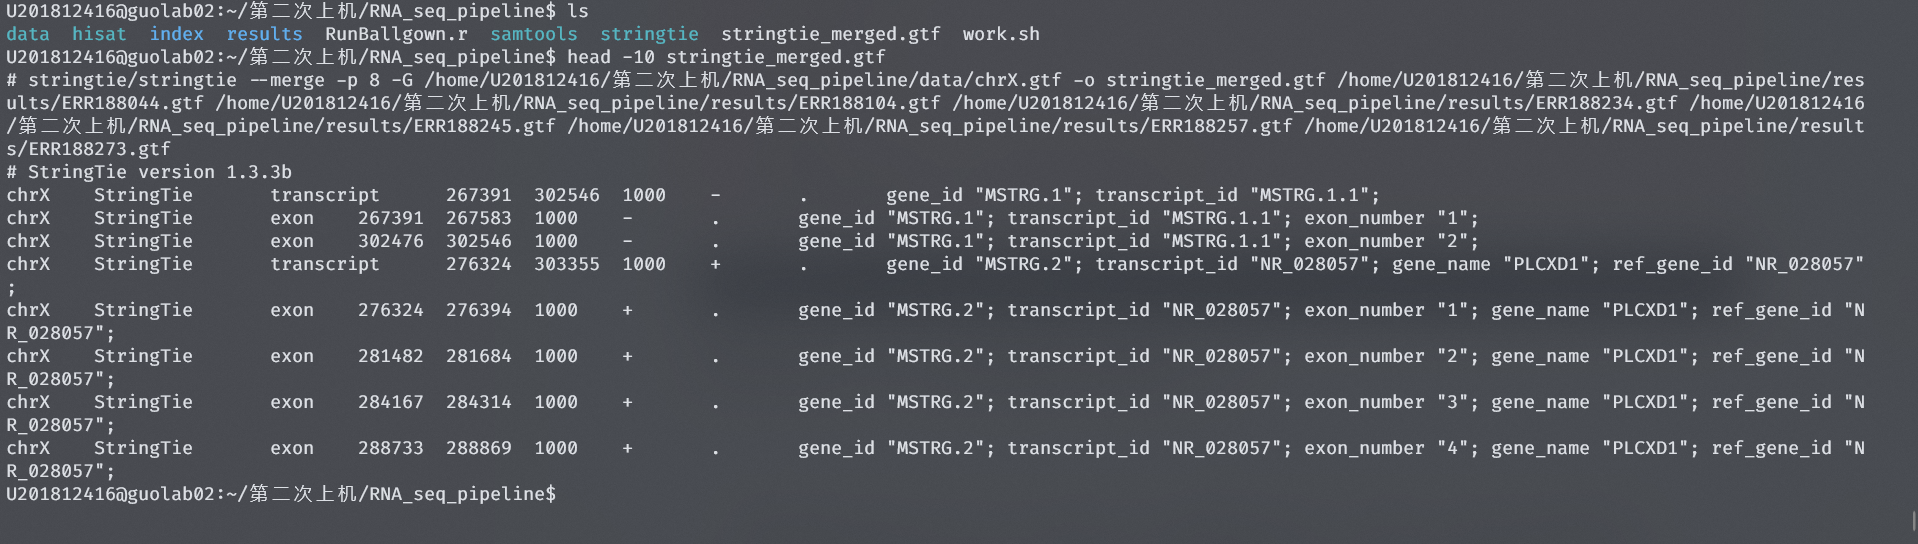 U201812416@guolab02:~/第二次上机/RNA_seq_pipeline$ ls
data  hisat  index  results  RunBallgown.r  samtools  stringtie  stringtie_merged.gtf  work.sh
U201812416@guolab02:~/第二次上机/RNA_seq_pipeline$ head -10 stringtie_merged.gtf
# stringtie/stringtie --merge -p 8 -G /home/U201812416/第二次上机/RNA_seq_pipeline/data/chrX.gtf -o stringtie_merged.gtf /home/U201812416/第二次上机/RNA_seq_pipeline/res
ults/ERR188044.gtf /home/U201812416/第二次上机/RNA_seq_pipeline/results/ERR188104.gtf /home/U201812416/第二次上机/RNA_seq_pipeline/results/ERR188234.gtf /home/U201812416
/第二次上机/RNA_seq_pipeline/results/ERR188245.gtf /home/U201812416/第二次上机/RNA_seq_pipeline/results/ERR188257.gtf /home/U201812416/第二次上机/RNA_seq_pipeline/result
s/ERR188273.gtf
# StringTie version 1.3.3b
chrX    StringTie       transcript      267391  302546  1000    -       .       gene_id "MSTRG.1"; transcript_id "MSTRG.1.1";
chrX    StringTie       exon    267391  267583  1000    -       .       gene_id "MSTRG.1"; transcript_id "MSTRG.1.1"; exon_number "1";
chrX    StringTie       exon    302476  302546  1000    -       .       gene_id "MSTRG.1"; transcript_id "MSTRG.1.1"; exon_number "2";
chrX    StringTie       transcript      276324  303355  1000    +       .       gene_id "MSTRG.2"; transcript_id "NR_028057"; gene_name "PLCXD1"; ref_gene_id "NR_028057"
;
chrX    StringTie       exon    276324  276394  1000    +       .       gene_id "MSTRG.2"; transcript_id "NR_028057"; exon_number "1"; gene_name "PLCXD1"; ref_gene_id "N
R_028057";
chrX    StringTie       exon    281482  281684  1000    +       .       gene_id "MSTRG.2"; transcript_id "NR_028057"; exon_number "2"; gene_name "PLCXD1"; ref_gene_id "N
R_028057";
chrX    StringTie       exon    284167  284314  1000    +       .       gene_id "MSTRG.2"; transcript_id "NR_028057"; exon_number "3"; gene_name "PLCXD1"; ref_gene_id "N
R_028057";
chrX    StringTie       exon    288733  288869  1000    +       .       gene_id "MSTRG.2"; transcript_id "NR_028057"; exon_number "4"; gene_name "PLCXD1"; ref_gene_id "N
R_028057";
U201812416@guolab02:~/第二次上机/RNA_seq_pipeline$